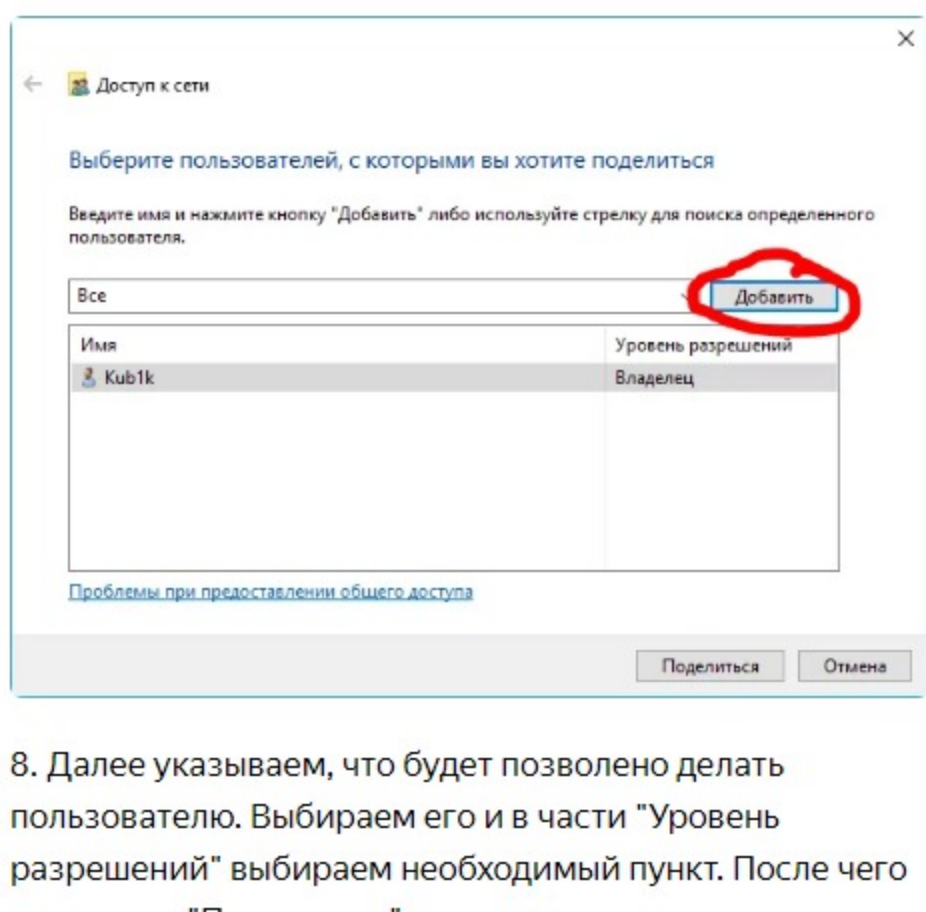 Доступ к сети
Выберите пользователей, с которыми вы хотите поделиться
Введите имя и нажмите кнопку "Добавить" либо используйте стрелку для поиска определенного
пользователя.
Все
Добавить
Имя Уровень разрешений
Kub1k Владелец
Проблемы при предоставлении общего доступа
Поделиться Отмена
8. Далее указываем, что будет позволено делать
пользователю. Выбираем его и в части "Уровень
разрешений" выбираем необходимый пункт. После чего